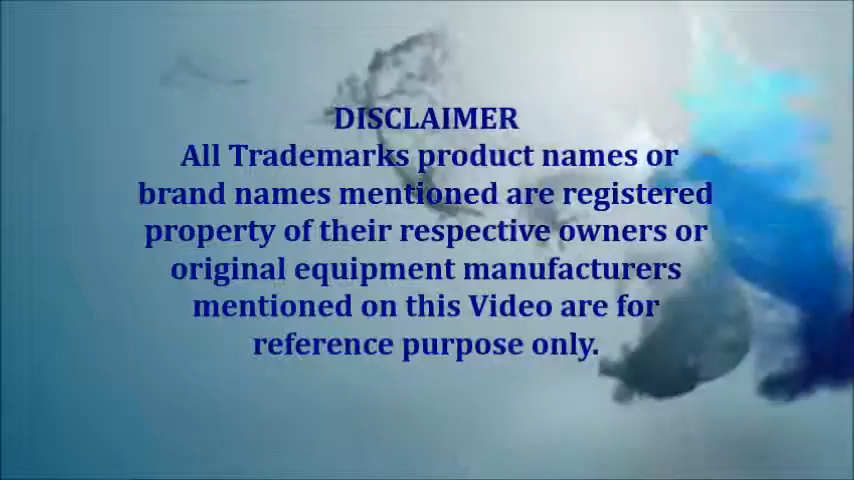 DISCLAIMER
All Trademarks product names or
brand names mentioned are registered
property of their respective owners or
original equipment manufacturers
mentioned on this Video are for
reference purpose only.